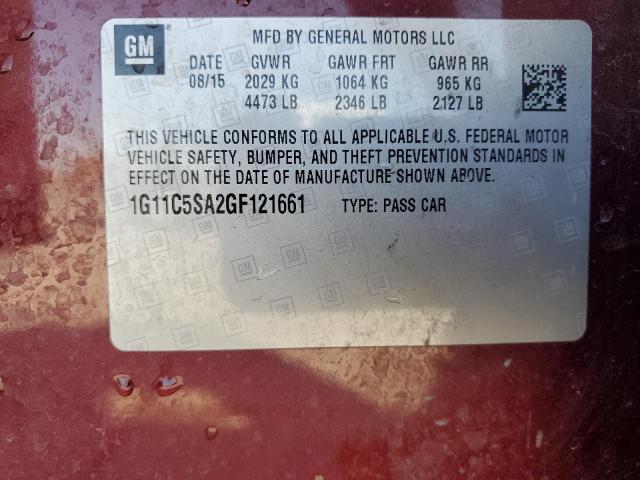 GM
MFD BY GENERAL MOTORS LLC
DATE GVWR GAWR FRT GAWR RR
08/15 2029 KG 1064 KG 965 KG
4473 LB 2346 LB 2127 LB
THIS VEHICLE CONFORMS TO ALL APPLICABLE U.S. FEDERAL MOTOR
VEHICLE SAFETY, BUMPER, AND THEFT PREVENTION STANDARDS IN
EFFECT ON THE DATE OF MANUFACTURE SHOWN ABOVE.
1G11C5SA2GF121661 TYPE: PASS CAR